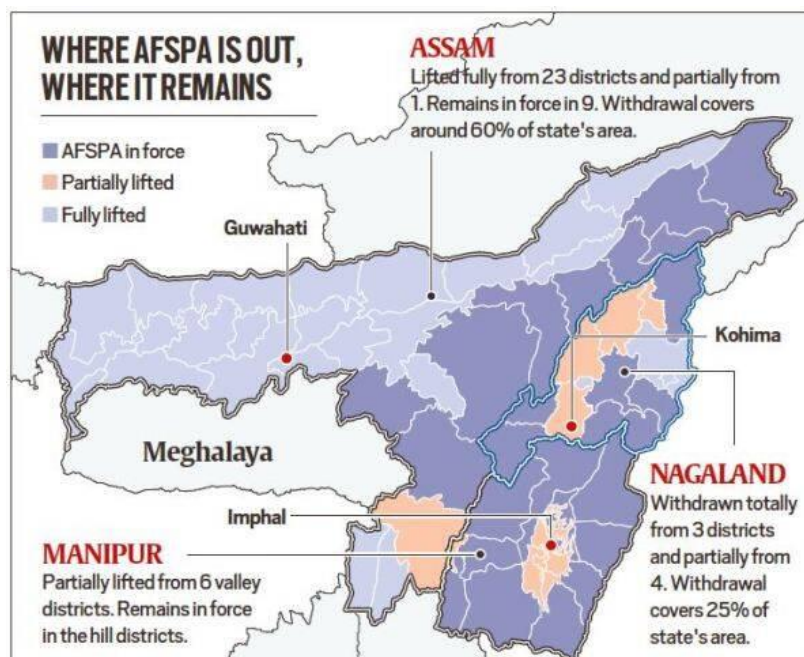 WHERE AFSPA IS OUT,
WHERE IT REMAINS
AFSPA in force
Partially lifted
Fully lifted
ASSAM
Lifted fully from 23 districts and partially from
1. Remains in force in 9. Withdrawal covers
around 60% of state's area.
Guwahati
Kohima
Meghalaya
NAGALAND
Withdrawn totally
from 3 districts
and partially from
4. Withdrawal
covers 25% of
state's area.
Imphal
MANIPUR
Partially lifted from 6 valley
districts. Remains in force
in the hill districts.